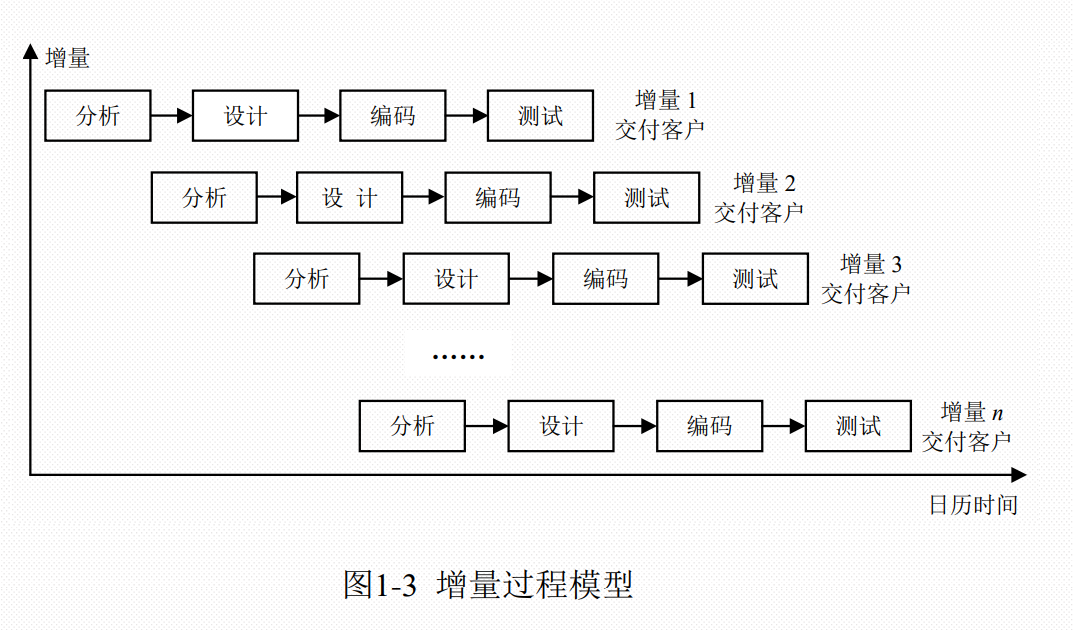 增量
分析 设计 编码 测试 增量 1
交付客户
分析 设 计 编码 测试 增量 2
交付客户
分析 设计 编码 测试 增量 3
交付客户
……
分析 设计 编码 测试 增量 n
交付客户
日历时间
图1-3 增量过程模型